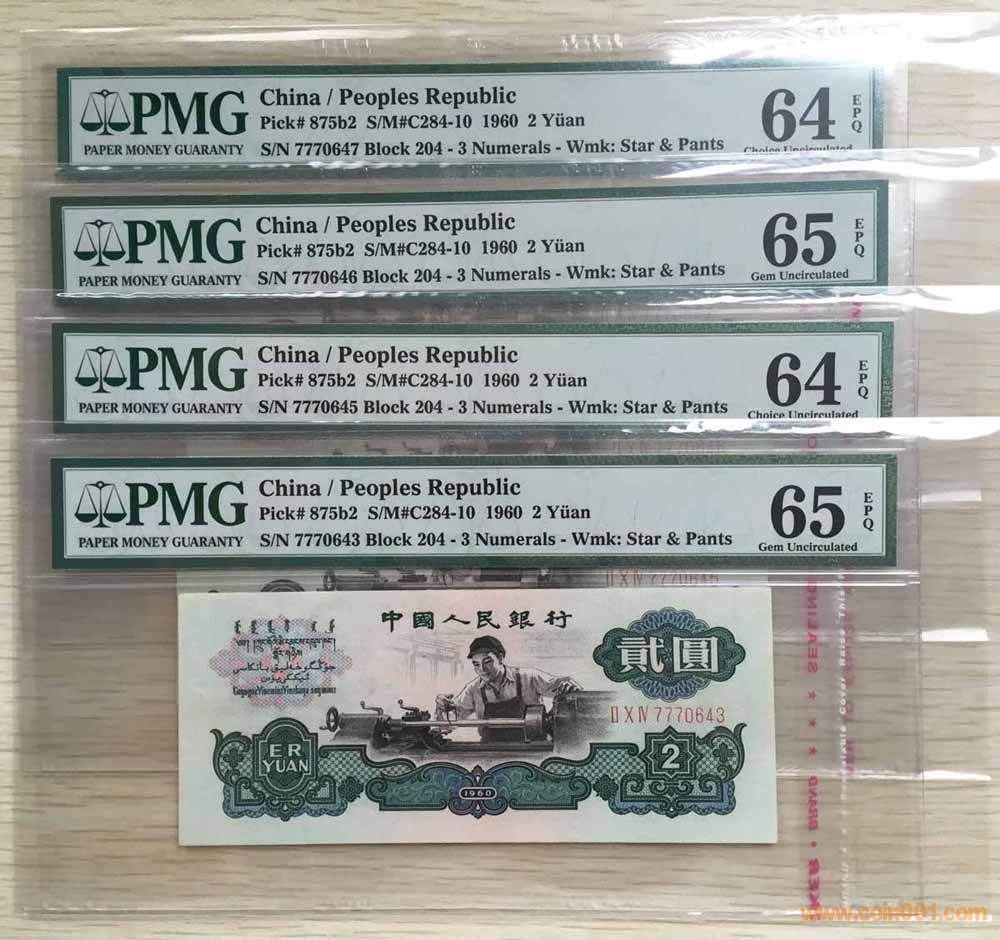 PMG
PAPER MONEY GUARANTY
China / Peoples Republic
Pick# 875b2 S/M#C284-10 1960 2 Yüan
S/N 7770647 Block 204 - 3 Numerals - Wmk: Star & Pants
64 EPQ
Choice Uncirculated
PMG
PAPER MONEY GUARANTY
China / Peoples Republic
Pick# 875b2 S/M#C284-10 1960 2 Yüan
S/N 7770646 Block 204 - 3 Numerals - Wmk: Star & Pants
65 EPQ
Gem Uncirculated
PMG
PAPER MONEY GUARANTY
China / Peoples Republic
Pick# 875b2 S/M#C284-10 1960 2 Yüan
S/N 7770645 Block 204 - 3 Numerals - Wmk: Star & Pants
64 EPQ
Choice Uncirculated
PMG
PAPER MONEY GUARANTY
China / Peoples Republic
Pick# 875b2 S/M#C284-10 1960 2 Yüan
S/N 7770643 Block 204 - 3 Numerals - Wmk: Star & Pants
65 EPQ
Gem Uncirculated
ⅡⅩⅣ 7770645
中國人民銀行
貳圓
ⅡⅩⅣ 7770643
ER
YUAN
2
1960
KER • BRAND ★ ★ SEALING
www.coin001.com